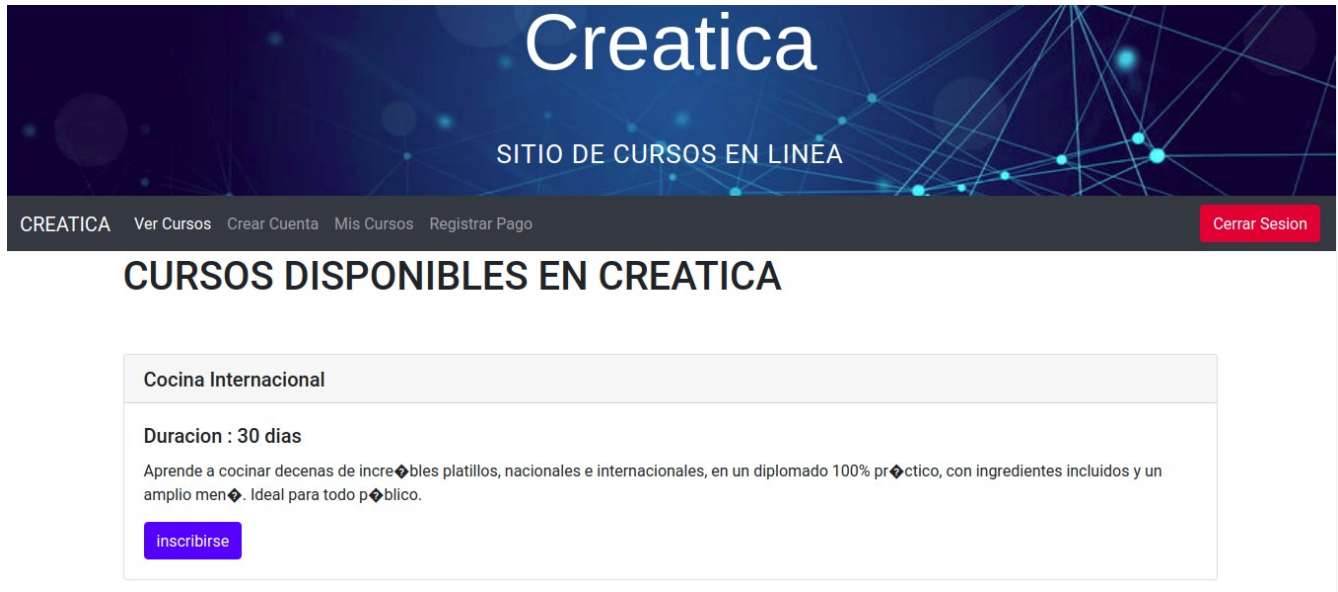 Creatica
SITIO DE CURSOS EN LINEA
CREATICA Ver Cursos Crear Cuenta Mis Cursos Registrar Pago Cerrar Sesion
CURSOS DISPONIBLES EN CREATICA
Cocina Internacional
Duracion : 30 dias
Aprende a cocinar decenas de incre�bles platillos, nacionales e internacionales, en un diplomado 100% pr�ctico, con ingredientes incluidos y un
amplio men�. Ideal para todo p�blico.
inscribirse